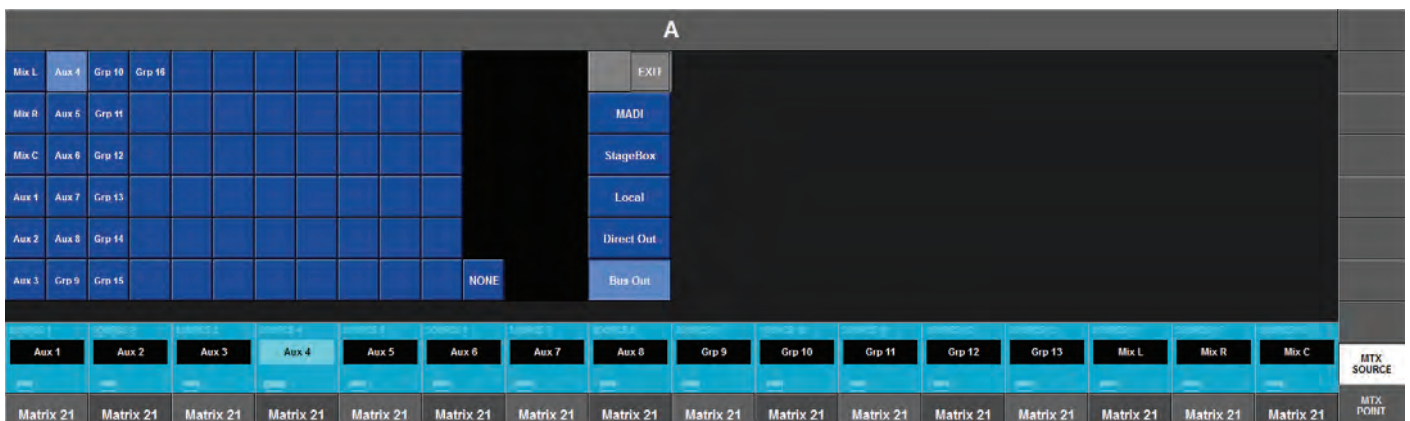 A
Mix L Aux 4 Grp 10 Grp 16 EXIT
Mix R Aux 5 Grp 11 MADI
Mix C Aux 6 Grp 12 StageBox
Aux 1 Aux 7 Grp 13 Local
Aux 2 Aux 8 Grp 14 Direct Out
Aux 3 Grp 9 Grp 15 NONE Bus Out
Aux 1 Aux 2 Aux 3 Aux 4 Aux 5 Aux 6 Aux 7 Aux 8 Grp 9 Grp 10 Grp 11 Grp 12 Grp 13 Mix L Mix R Mix C
MTX
SOURCE
Matrix 21 Matrix 21 Matrix 21 Matrix 21 Matrix 21 Matrix 21 Matrix 21 Matrix 21 Matrix 21 Matrix 21 Matrix 21 Matrix 21 Matrix 21 Matrix 21 Matrix 21 Matrix 21
MTX
POINT